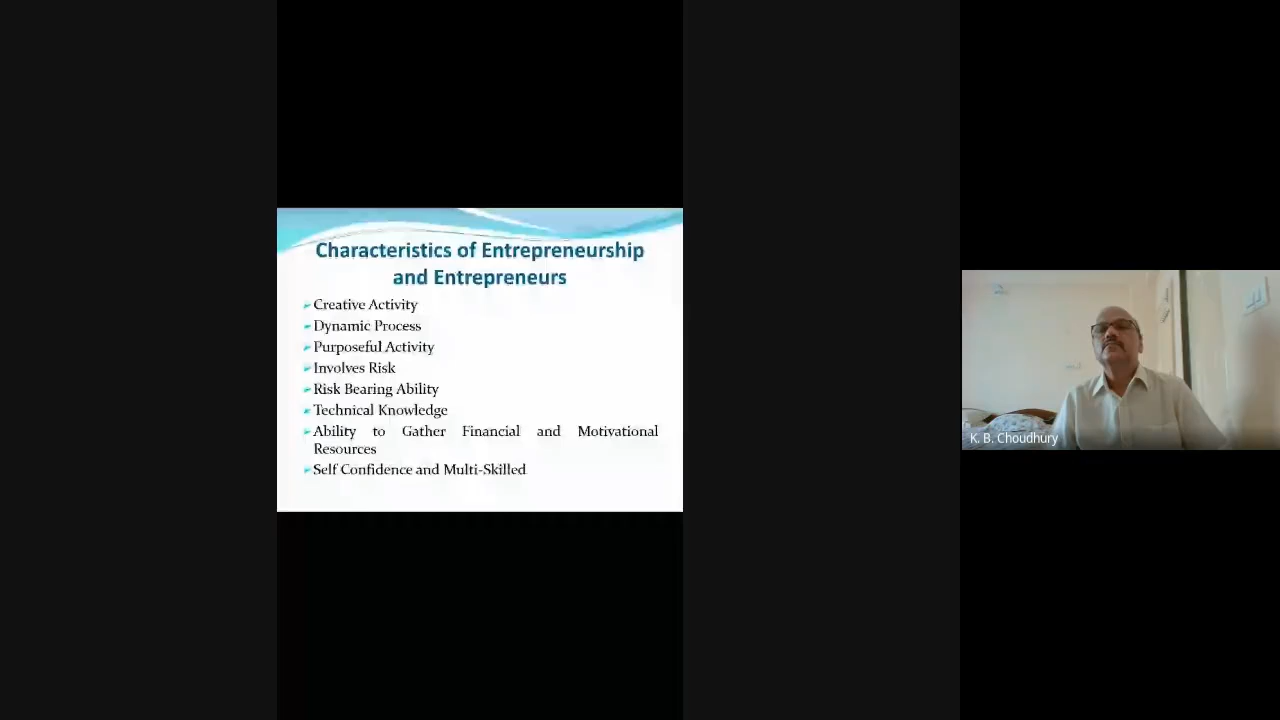 Characteristics of Entrepreneurship
and Entrepreneurs
Creative Activity
Dynamic Process
Purposeful Activity
Involves Risk
Risk Bearing Ability
Technical Knowledge
Ability to Gather Financial and Motivational
Resources
Self Confidence and Multi-Skilled
K. B. Choudhury